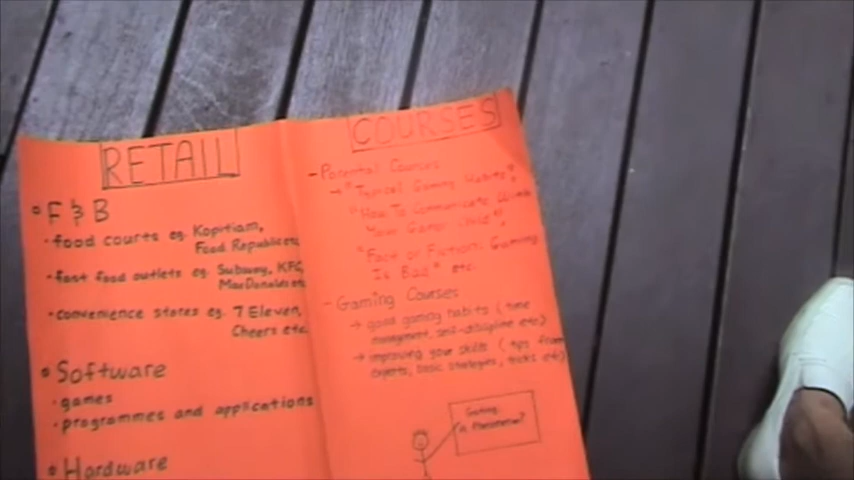 RETAIL
F & B
• food courts eg. Kopitiam,
Food Republic etc
• fast food outlets eg. Subway, KFC,
MacDonalds etc
• convenience stores eg. 7 Eleven,
Cheers etc.
Software
• games
• programmes and applications
Hardware
COURSES
- Parental Courses
→ "Typical Gaming Habits",
"How To Communicate With
Your Gamer Child",
"Fact or Fiction: Gaming
Is Bad" etc
- Gaming Courses
→ good gaming habits (time
management, self-discipline etc)
→ improving your skills (tips from
experts, basic strategies, tricks etc)
Gaming:
a Phenomenon?